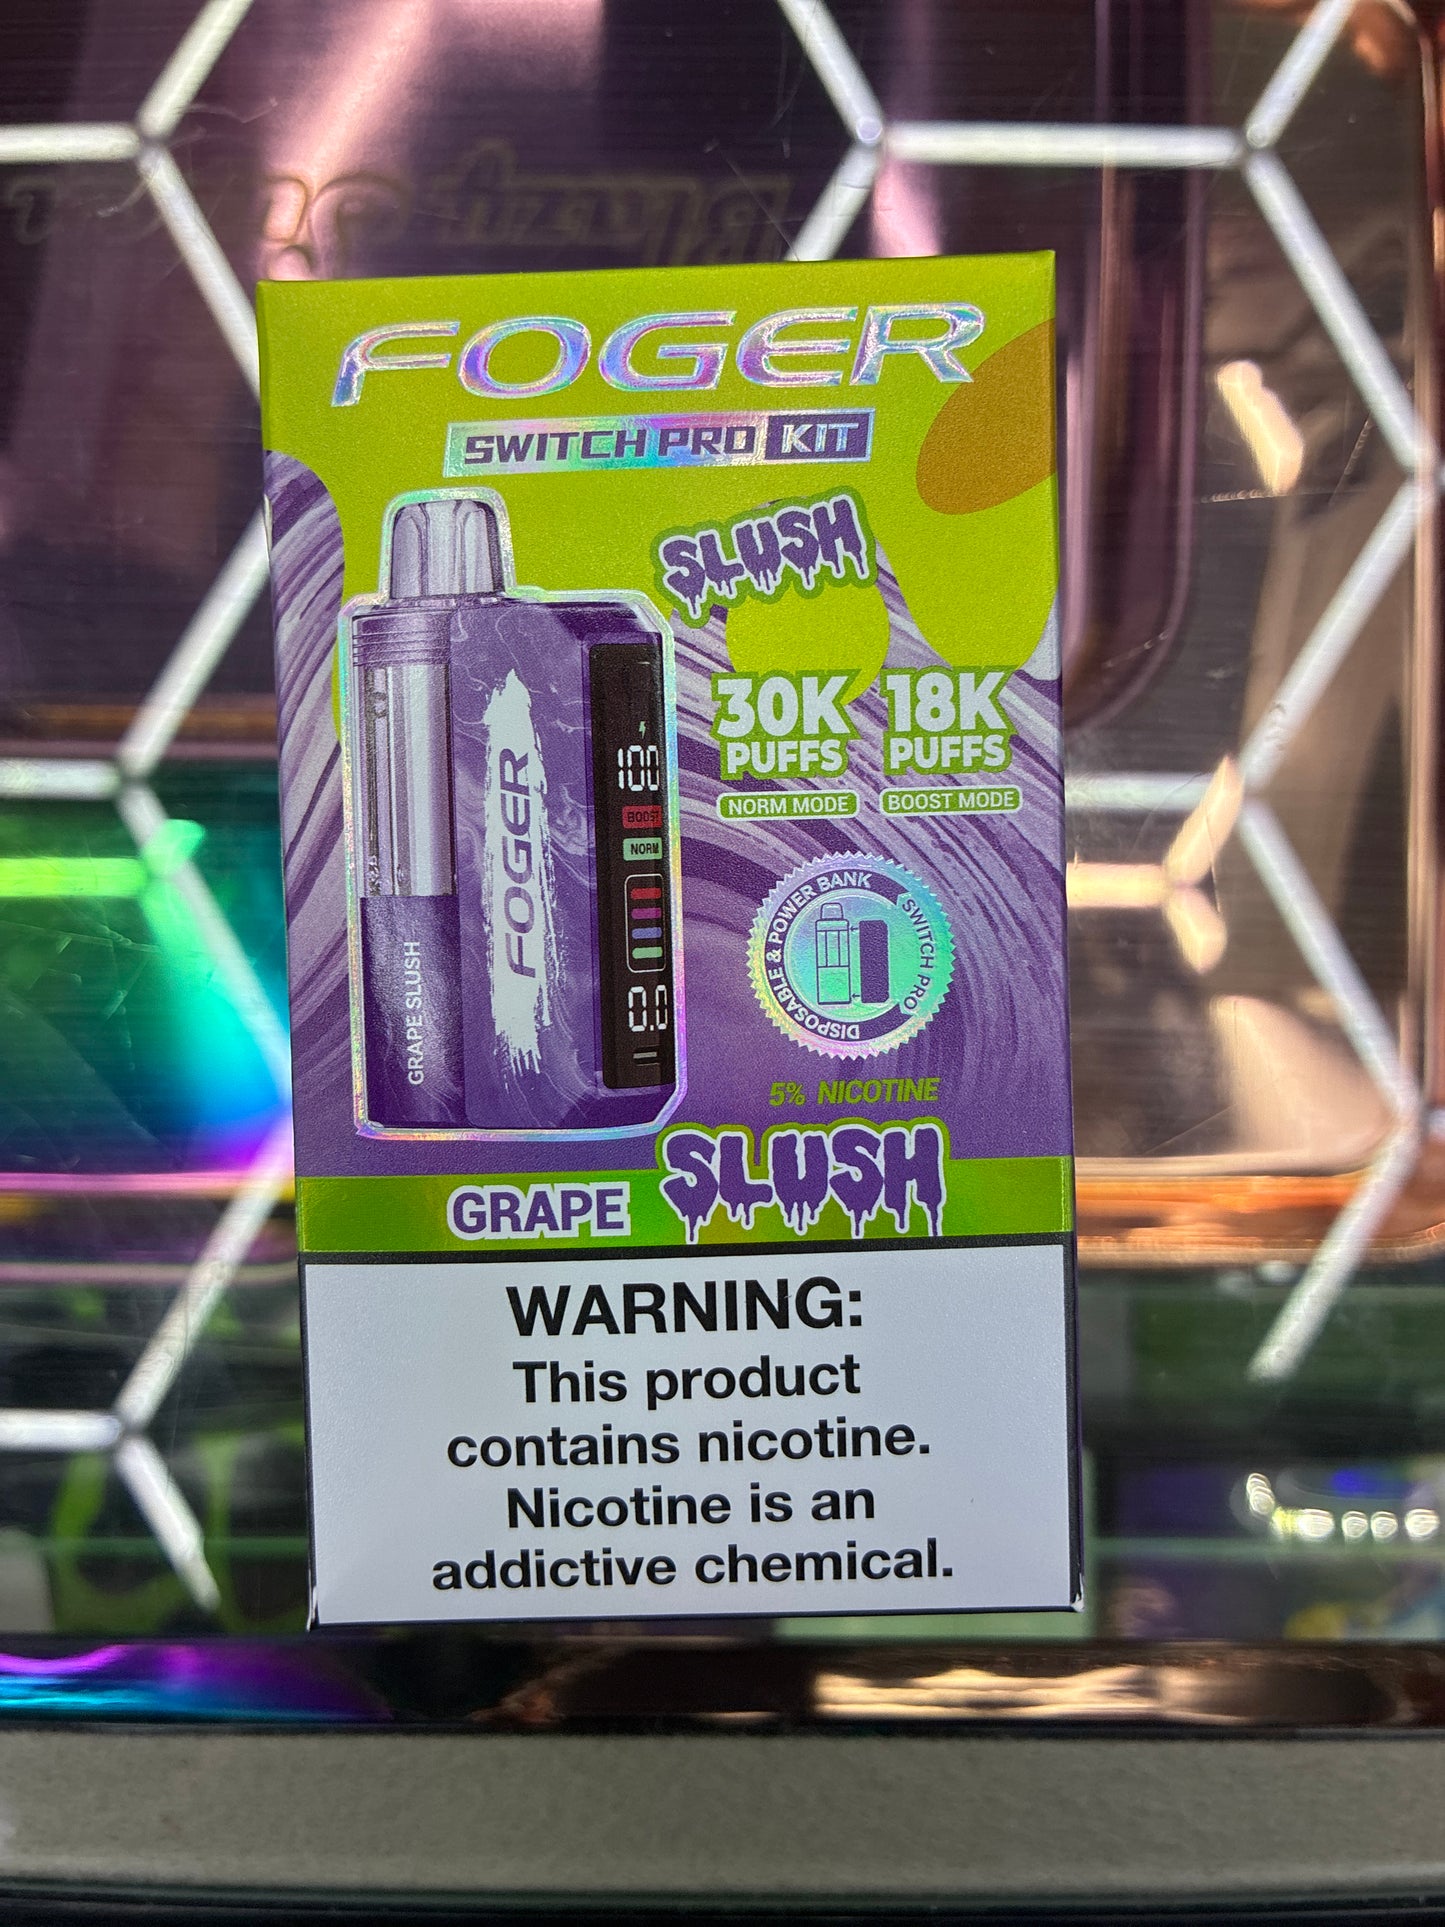 FOGER
SWITCH PRO KIT
SLUSH
30K
PUFFS
NORM MODE
18K
PUFFS
BOOST MODE
100
BOOST
NORM
0.0
FOGER
GRAPE SLUSH
DISPOSABLE & POWER BANK
SWITCH PRO
5% NICOTINE
GRAPE SLUSH
WARNING:
This product
contains nicotine.
Nicotine is an
addictive chemical.